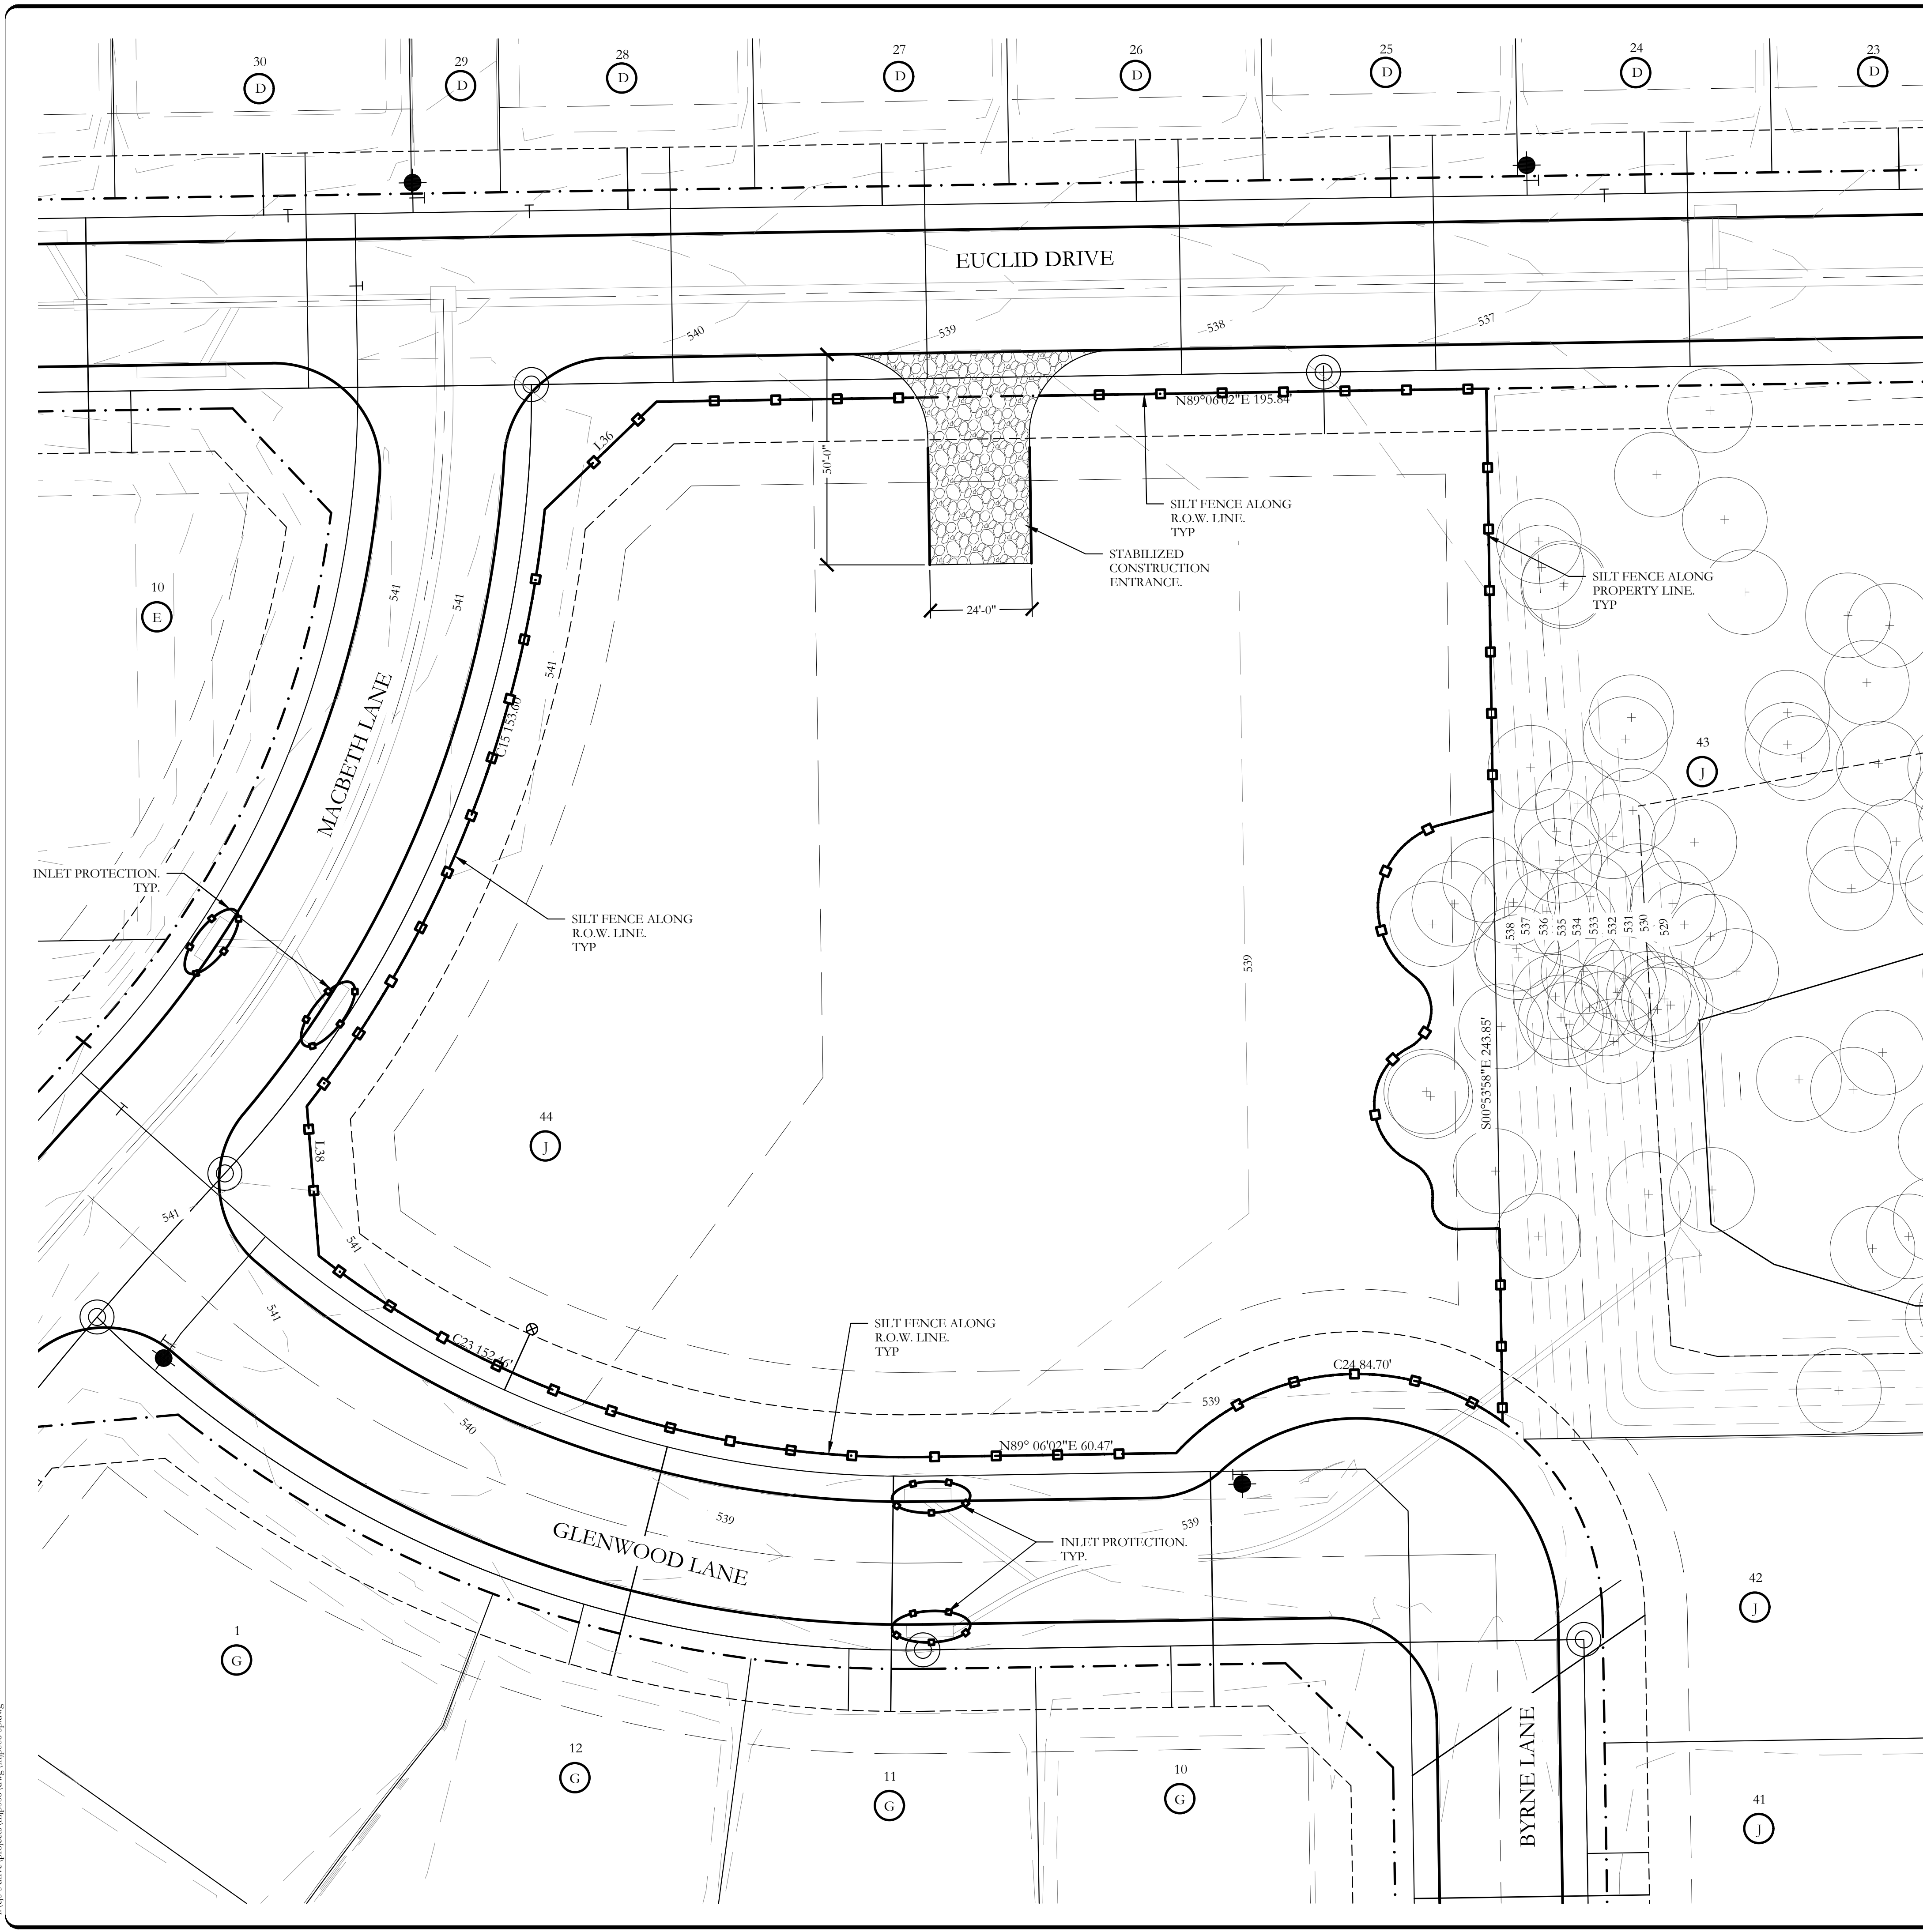 30
D
29
D
28
D
27
D
26
D
25
D
24
D
23
D
EUCLID DRIVE
540
539
538
537
N89°06'02"E 195.84'
L36
50'-0"
24'-0"
SILT FENCE ALONG
R.O.W. LINE.
TYP
STABILIZED
CONSTRUCTION
ENTRANCE.
SILT FENCE ALONG
PROPERTY LINE.
TYP
10
E
541
541
541
MACBETH LANE
C15 153.60'
43
J
INLET PROTECTION.
TYP.
SILT FENCE ALONG
R.O.W. LINE.
TYP
539
538
537
536
535
534
533
532
531
530
529
S00°53'58"E 243.85'
44
J
L38
541
541
541
SILT FENCE ALONG
R.O.W. LINE.
TYP
C23 152.46'
C24 84.70'
539
540
N89° 06'02"E 60.47'
539
539
GLENWOOD LANE
INLET PROTECTION.
TYP.
42
J
1
G
12
G
11
G
10
G
BYRNE LANE
41
J